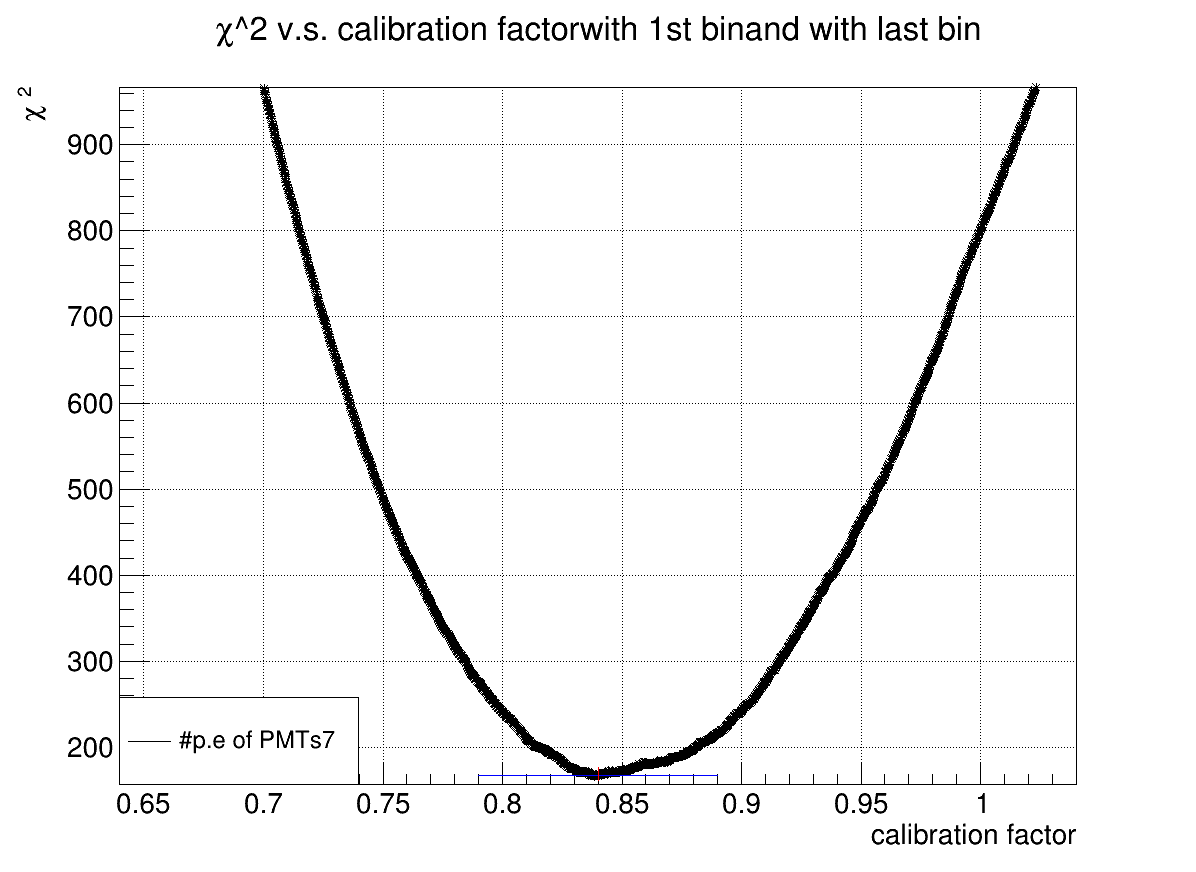 χ^2 v.s. calibration factorwith 1st binand with last bin
χ 2
900
800
700
600
500
400
300
200
#p.e of PMTs7
0.65 0.7 0.75 0.8 0.85 0.9 0.95 1
calibration factor